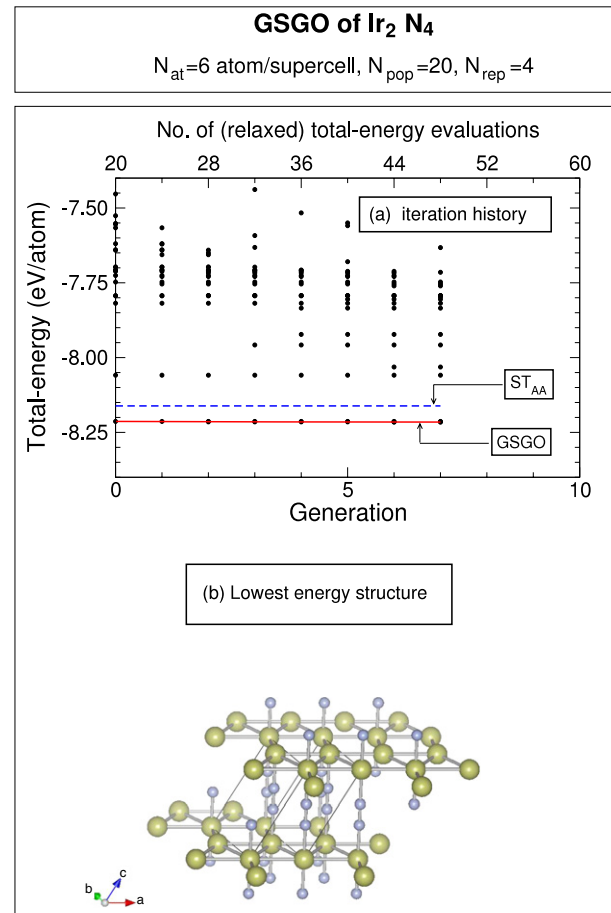 GSGO of Ir2 N4
Nat=6 atom/supercell, Npop=20, Nrep=4
No. of (relaxed) total-energy evaluations
20 28 36 44 52 60
-7.50
-7.75
-8.00
-8.25
Total-energy (eV/atom)
(a) iteration history
STAA
GSGO
0 5 10
Generation
(b) Lowest energy structure
c
b
a